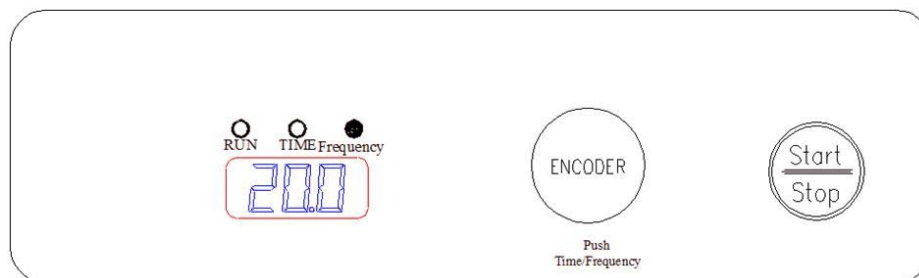 RUN TIME Frequency
20.0
ENCODER
Push
Time/Frequency
Start
Stop